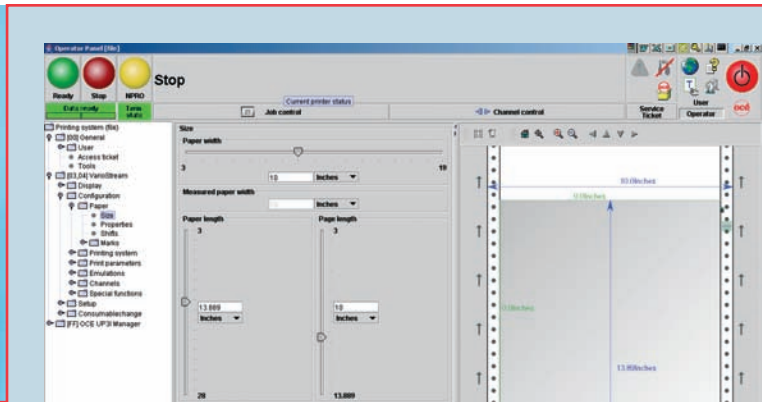 Operator Panel [file]
Stop
Ready Stop NPRO
Current printer status
Data ready
Job control
Channel control
Service Ticket
User
Operator
océ
Printing system (file)
[00] General
User
Access ticket
Tools
[03,04] VarioStream
Display
Configuration
Paper
Size
Properties
Shifts
Marks
Printing system
Print parameters
Emulations
Channels
Special functions
Setup
Consumablechange
[FF] OCE UP3I Manager
Size
Paper width
3
19
10 Inches
Measured paper width
Inches
Paper length
3
13.889
Inches
28
Page length
3
10
Inches
13.889